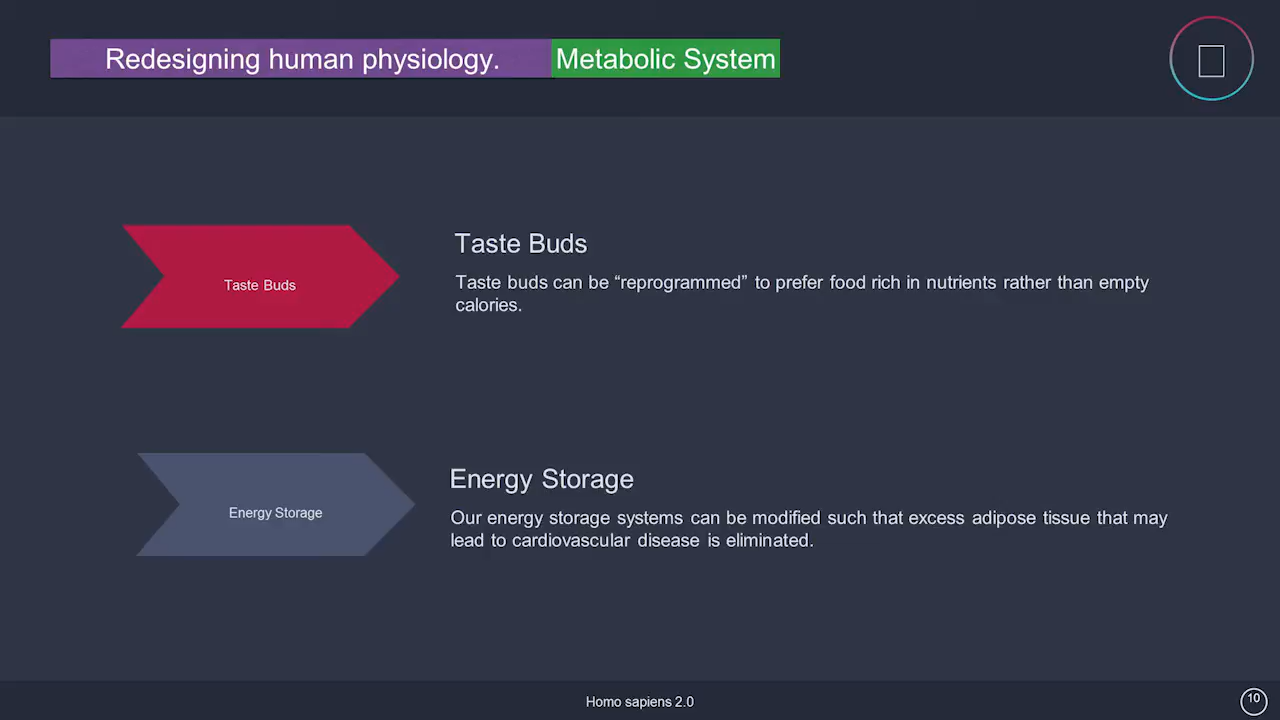 Redesigning human physiology. Metabolic System
Taste Buds
Taste Buds
Taste buds can be “reprogrammed” to prefer food rich in nutrients rather than empty
calories.
Energy Storage
Energy Storage
Our energy storage systems can be modified such that excess adipose tissue that may
lead to cardiovascular disease is eliminated.
Homo sapiens 2.0
10